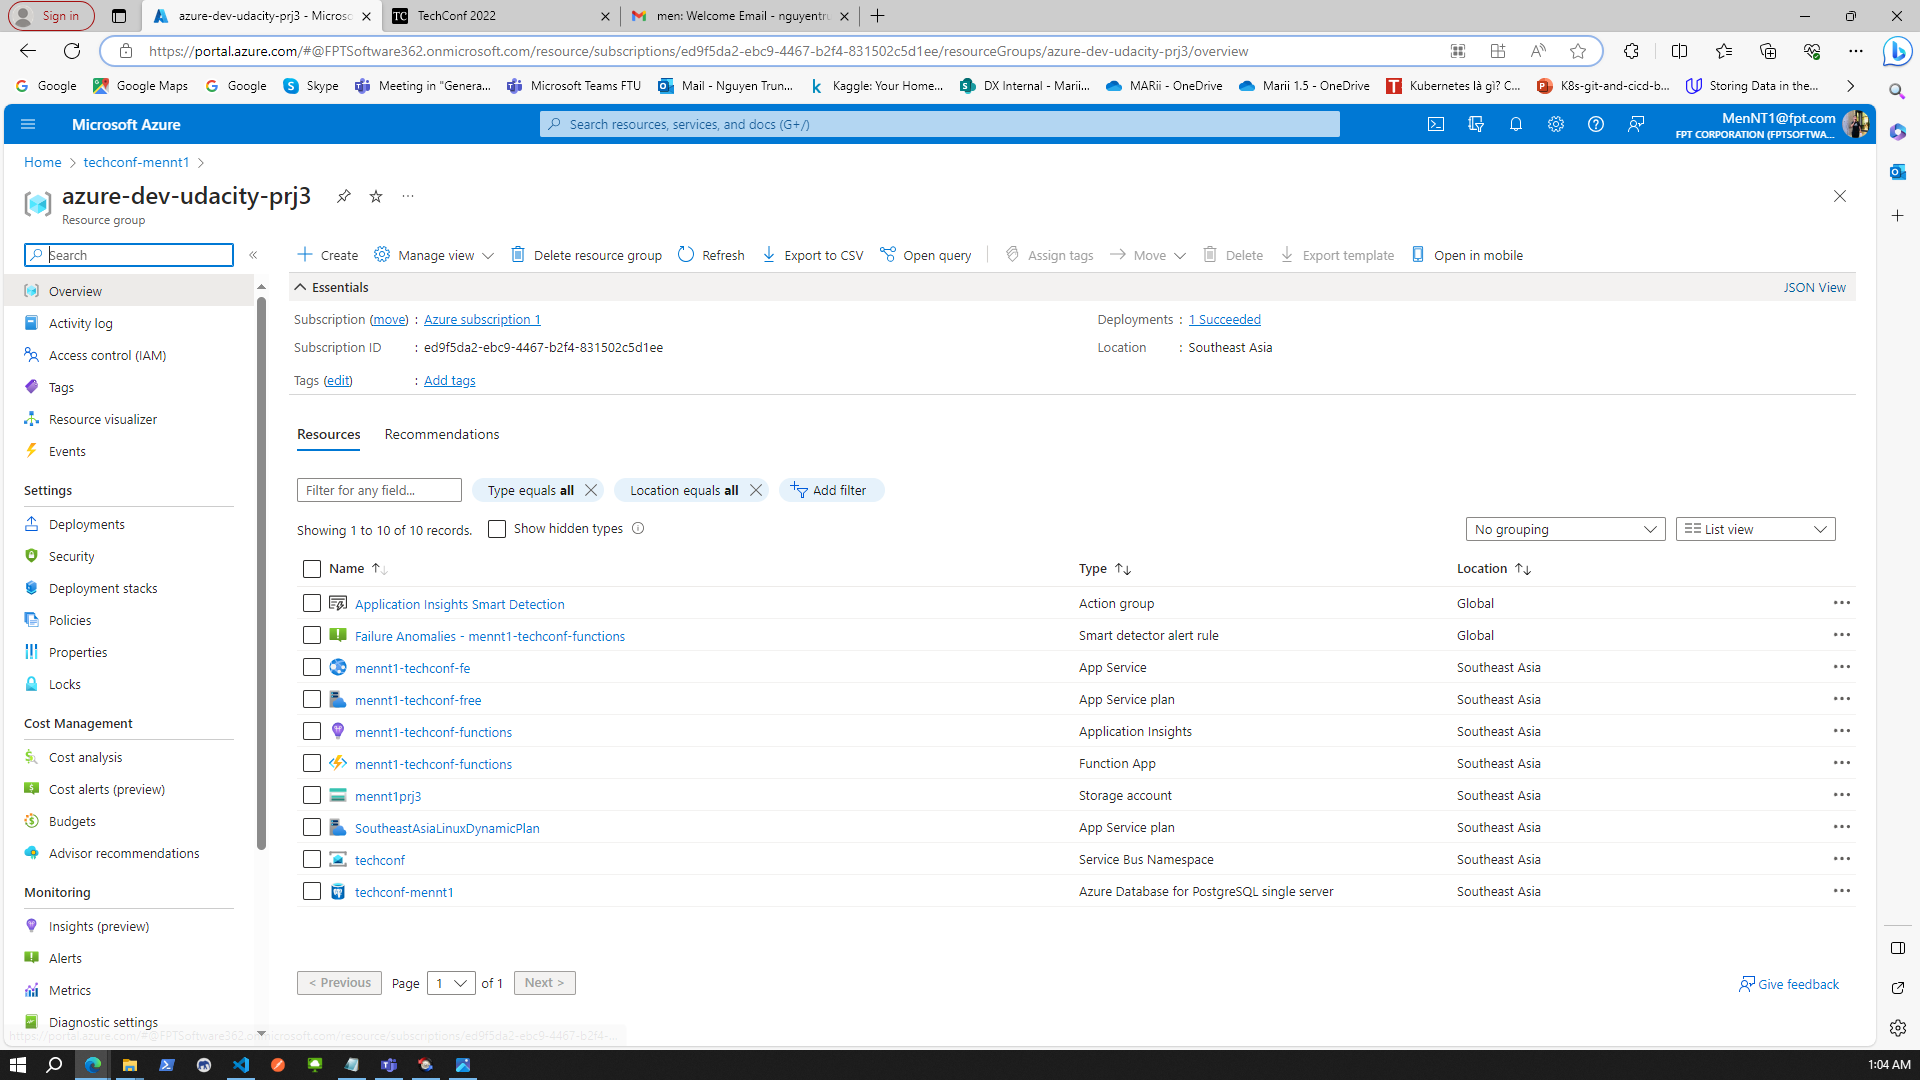 Sign in
azure-dev-udacity-prj3 - Microso
TechConf 2022
men: Welcome Email - nguyentru
https://portal.azure.com/#@FPTSoftware362.onmicrosoft.com/resource/subscriptions/ed9f5da2-ebc9-4467-b2f4-831502c5d1ee/resourceGroups/azure-dev-udacity-prj3/overview
Google
Google Maps
Google
Skype
Meeting in "Genera...
Microsoft Teams FTU
Mail - Nguyen Trun...
Kaggle: Your Home...
DX Internal - Marii...
MARii - OneDrive
Marii 1.5 - OneDrive
Kubernetes là gì? C...
K8s-git-and-cicd-b...
Storing Data in the...
Microsoft Azure
Search resources, services, and docs (G+/)
MenNT1@fpt.com
FPT CORPORATION (FPTSOFTWA...
Home > techconf-mennt1 >
azure-dev-udacity-prj3
Resource group
Search
Create
Manage view
Delete resource group
Refresh
Export to CSV
Open query
Assign tags
Move
Delete
Export template
Open in mobile
Overview
Activity log
Access control (IAM)
Tags
Resource visualizer
Events
Settings
Deployments
Security
Deployment stacks
Policies
Properties
Locks
Cost Management
Cost analysis
Cost alerts (preview)
Budgets
Advisor recommendations
Monitoring
Insights (preview)
Alerts
Metrics
Diagnostic settings
Essentials
JSON View
Subscription (move) : Azure subscription 1
Deployments : 1 Succeeded
Subscription ID : ed9f5da2-ebc9-4467-b2f4-831502c5d1ee
Location : Southeast Asia
Tags (edit) : Add tags
Resources
Recommendations
Filter for any field...
Type equals all
Location equals all
Add filter
Showing 1 to 10 of 10 records.
Show hidden types
No grouping
List view
Name Type Location
Application Insights Smart Detection Action group Global
Failure Anomalies - mennt1-techconf-functions Smart detector alert rule Global
mennt1-techconf-fe App Service Southeast Asia
mennt1-techconf-free App Service plan Southeast Asia
mennt1-techconf-functions Application Insights Southeast Asia
mennt1-techconf-functions Function App Southeast Asia
mennt1prj3 Storage account Southeast Asia
SoutheastAsiaLinuxDynamicPlan App Service plan Southeast Asia
techconf Service Bus Namespace Southeast Asia
techconf-mennt1 Azure Database for PostgreSQL single server Southeast Asia
< Previous
Page 1 of 1
Next >
Give feedback
https://portal.azure.com/#@FPTSoftware362.onmicrosoft.com/resource/subscriptions/ed9f5da2-ebc9-4467-b2f4-...
1:04 AM